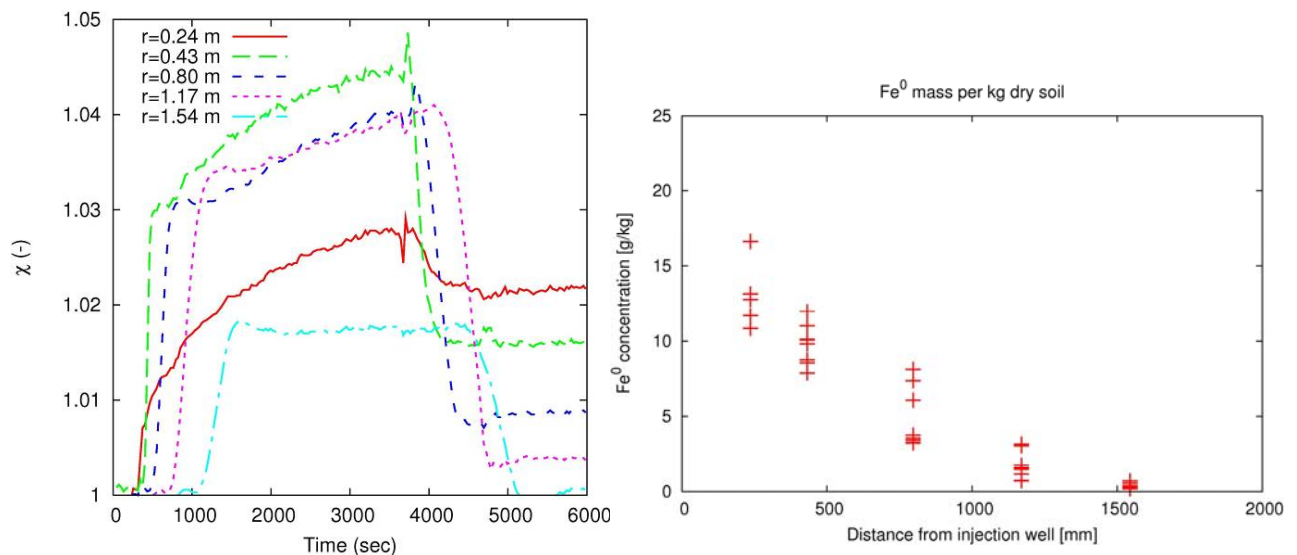 1.05
1.04
1.03
1.02
1.01
1
χ (-)
r=0.24 m
r=0.43 m
r=0.80 m
r=1.17 m
r=1.54 m
0 1000 2000 3000 4000 5000 6000
Time (sec)
Fe⁰ mass per kg dry soil
25
20
15
10
5
0
Fe⁰ concentration [g/kg]
0 500 1000 1500 2000
Distance from injection well [mm]